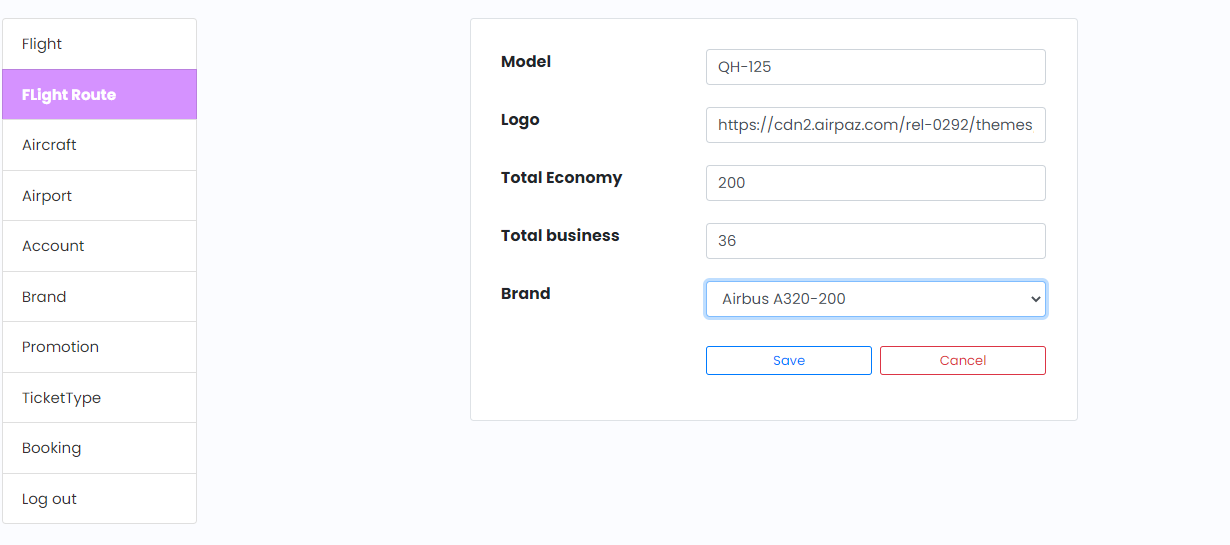 Flight
FLight Route
Aircraft
Airport
Account
Brand
Promotion
TicketType
Booking
Log out
Model QH-125
Logo https://cdn2.airpaz.com/rel-0292/themes
Total Economy 200
Total business 36
Brand Airbus A320-200
Save Cancel